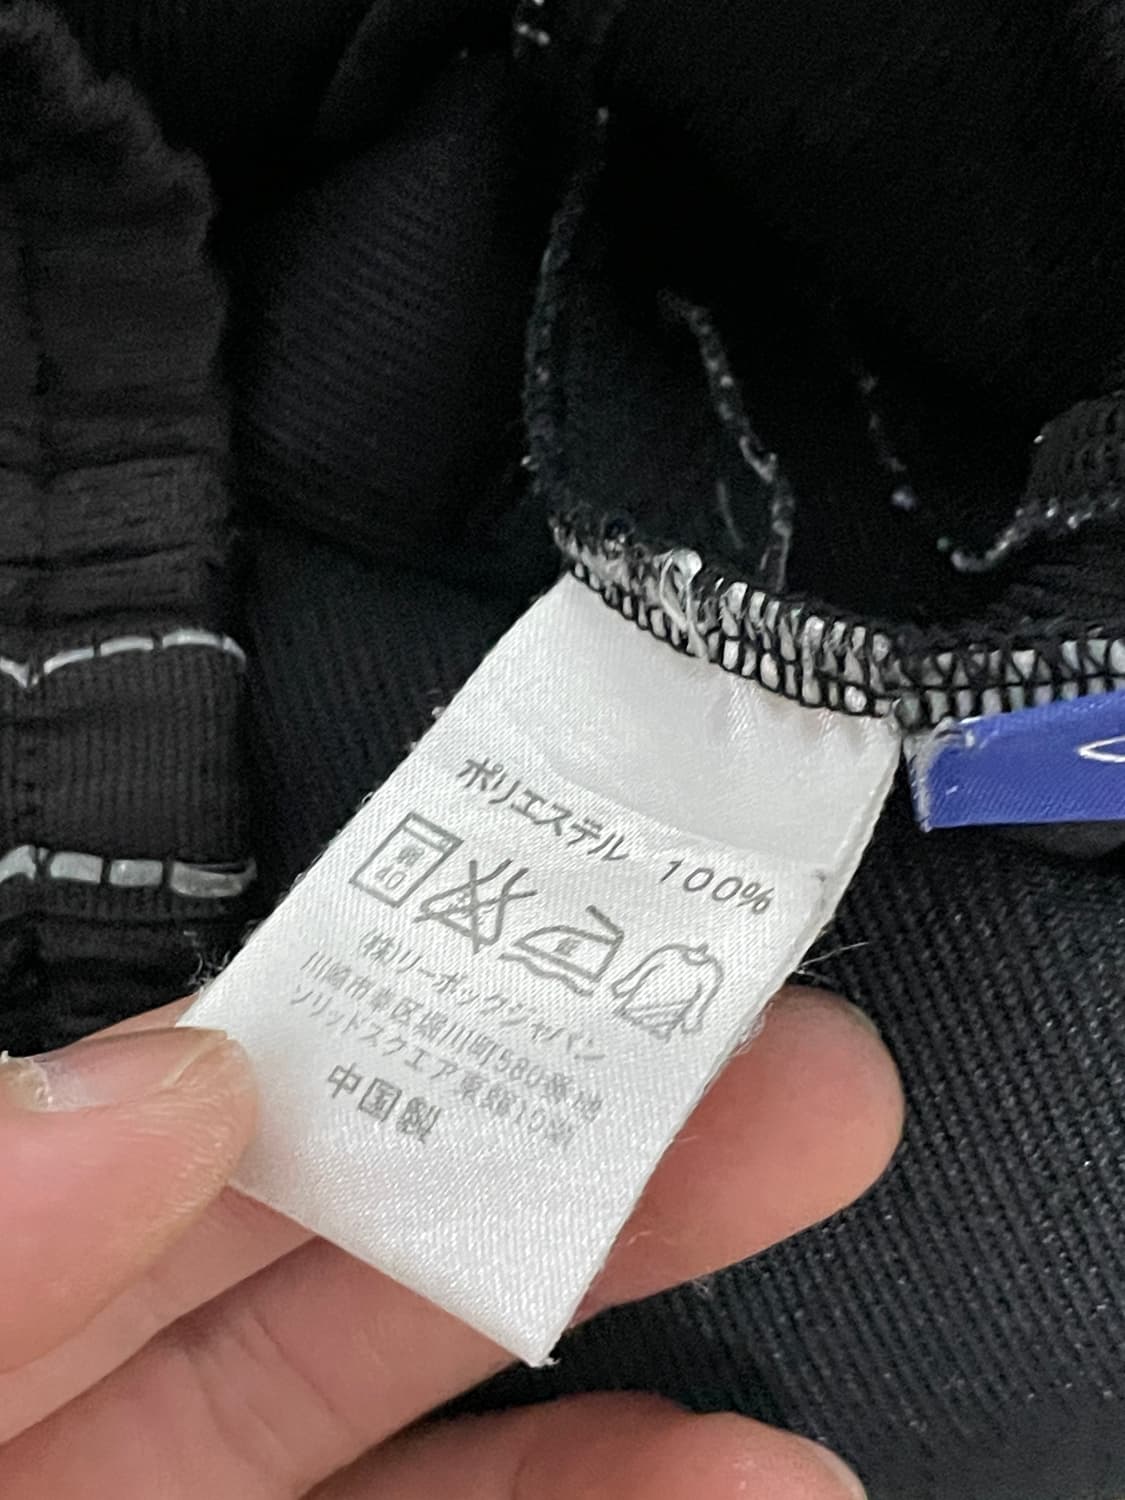 ポリエステル 100%
40
(株)リーボックジャパン
川崎市幸区堀川町580番地
ソリッドスクエア東館10階
中国製